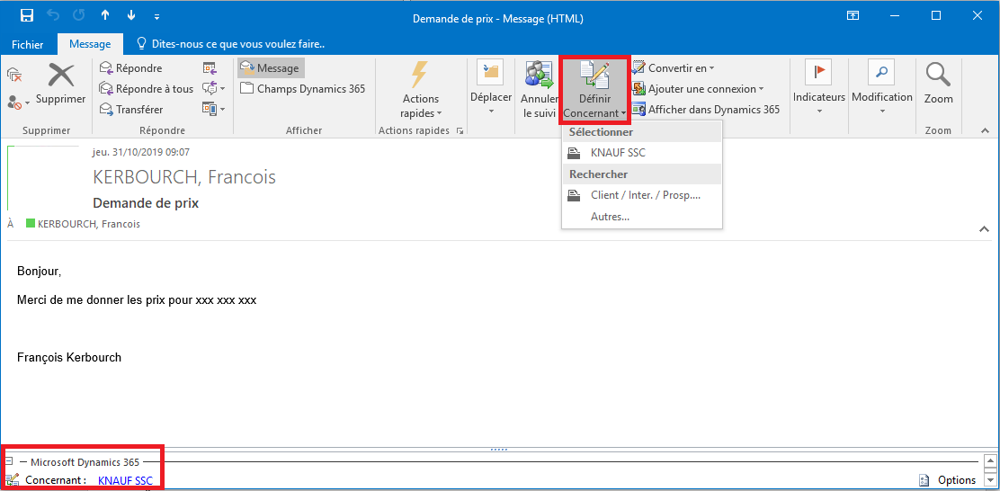 Demande de prix - Message (HTML)
Fichier
Message
Dites-nous ce que vous voulez faire..
Supprimer
Supprimer
Répondre
Répondre à tous
Transférer
Répondre
Message
Champs Dynamics 365
Afficher
Actions
rapides
Actions rapides
Déplacer
Annuler
le suivi
Définir
Concernant
Convertir en
Ajouter une connexion
Afficher dans Dynamics 365
Indicateurs
Modification
Zoom
Zoom
Sélectionner
KNAUF SSC
Rechercher
Client / Inter. / Prosp....
Autres...
jeu. 31/10/2019 09:07
KERBOURCH, Francois
Demande de prix
À KERBOURCH, Francois
Bonjour,
Merci de me donner les prix pour xxx xxx xxx
François Kerbourch
Microsoft Dynamics 365
Concernant : KNAUF SSC
Options